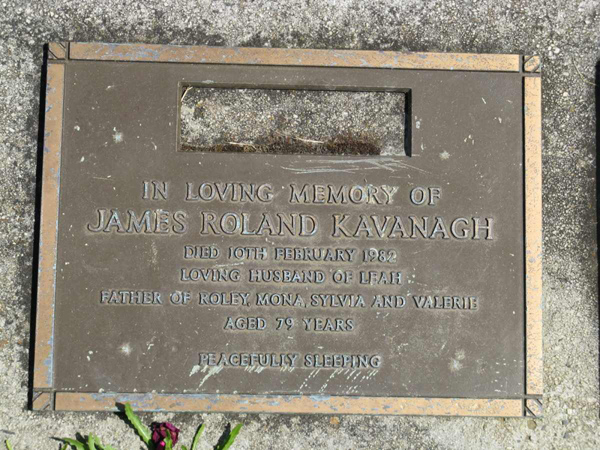 IN LOVING MEMORY OF
JAMES ROLAND KAVANAGH
DIED 10TH FEBRUARY 1982
LOVING HUSBAND OF LEAH
FATHER OF ROLEY, MONA, SYLVIA AND VALERIE
AGED 79 YEARS
PEACEFULLY SLEEPING